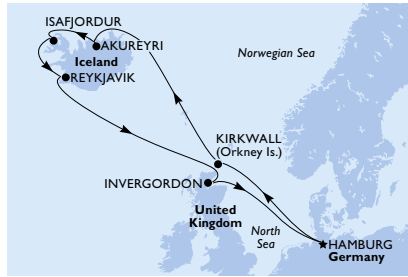 ISAFJORDUR
AKUREYRI
Iceland
REYKJAVIK
Norwegian Sea
KIRKWALL
(Orkney Is.)
INVERGORDON
United
Kingdom
North
Sea
HAMBURG
Germany